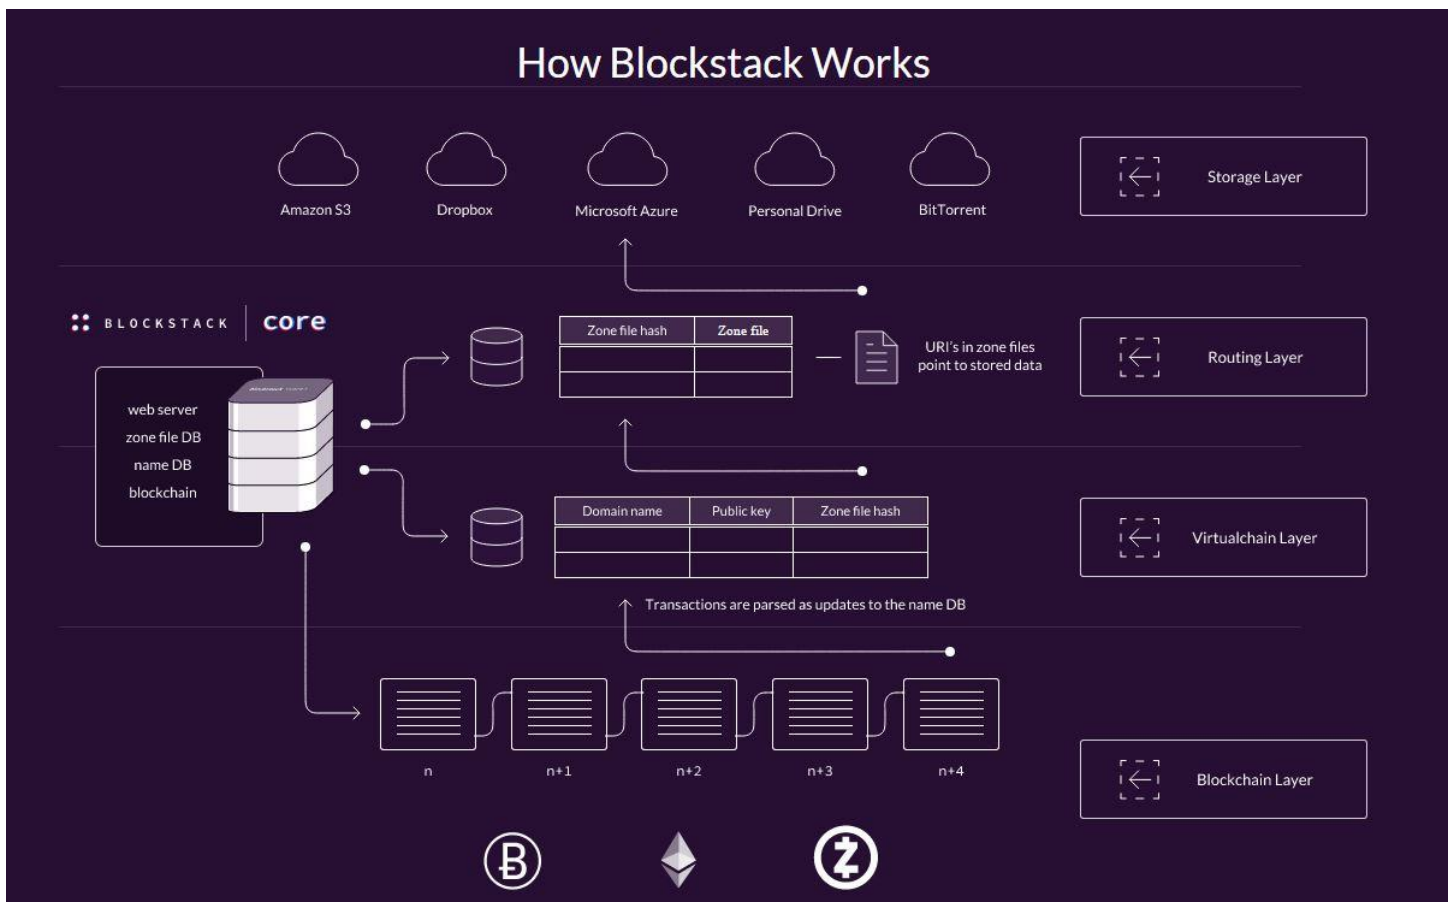 How Blockstack Works
Amazon S3
Dropbox
Microsoft Azure
Personal Drive
BitTorrent
Storage Layer
BLOCKSTACK core
Zone file hash
Zone file
URI's in zone files
point to stored data
Routing Layer
web server
zone file DB
name DB
blockchain
Domain name
Public key
Zone file hash
Virtualchain Layer
Transactions are parsed as updates to the name DB
n
n+1
n+2
n+3
n+4
Blockchain Layer